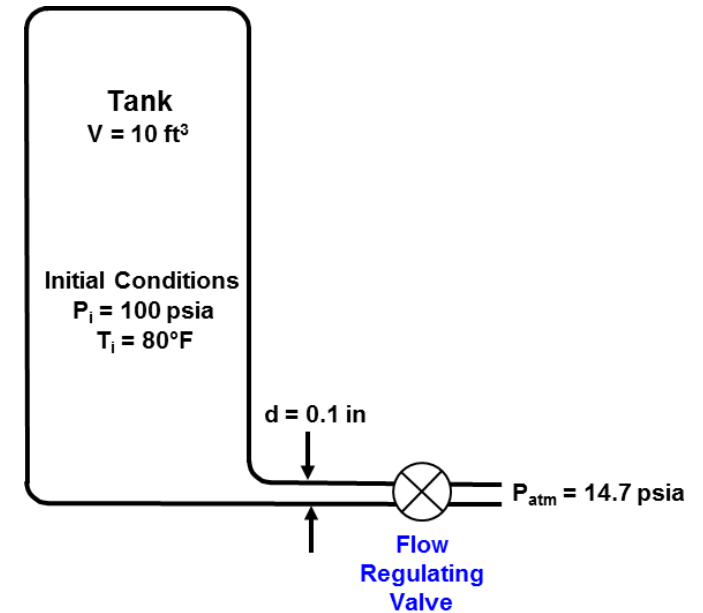 Tank
V = 10 ft³
Initial Conditions
Pᵢ = 100 psia
Tᵢ = 80°F
d = 0.1 in
Pₐₜₘ = 14.7 psia
Flow
Regulating
Valve